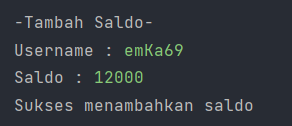 -Tambah Saldo-
Username : emKa69
Saldo : 12000
Sukses menambahkan saldo